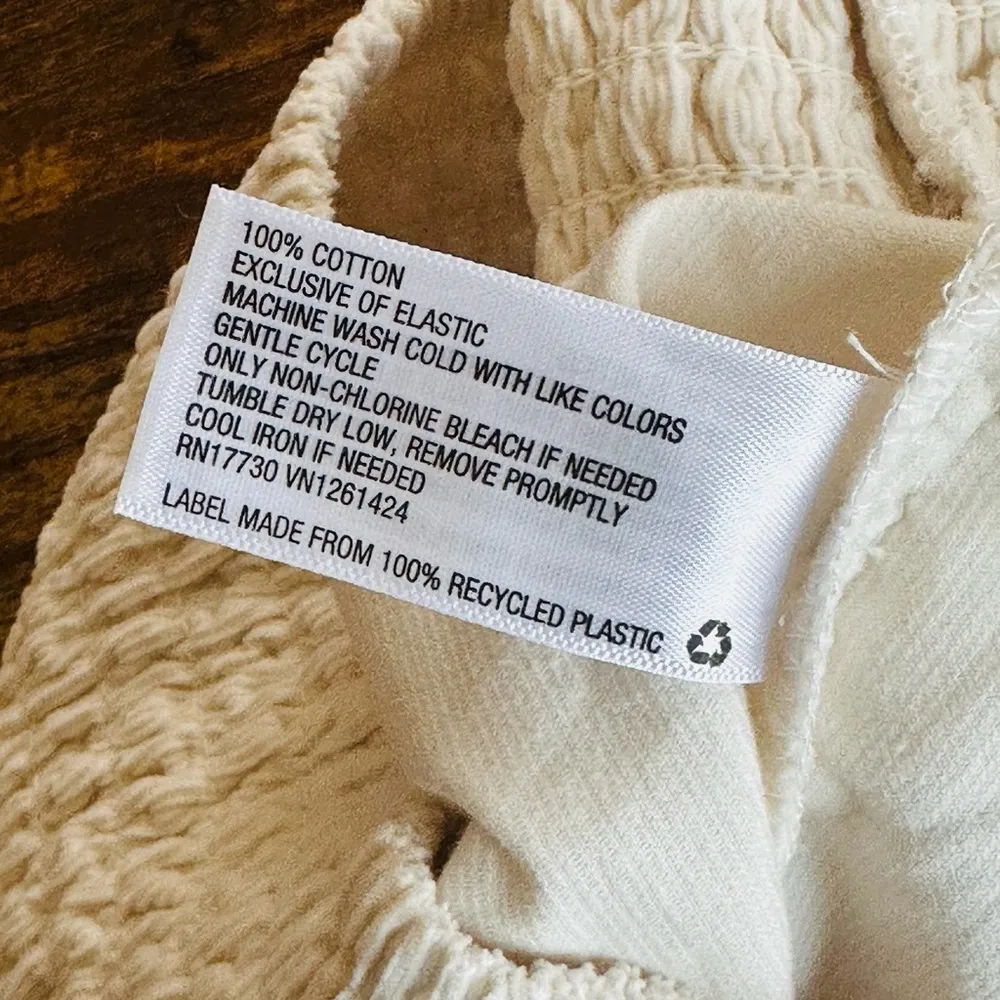 100% COTTON
EXCLUSIVE OF ELASTIC
MACHINE WASH COLD WITH LIKE COLORS
GENTLE CYCLE
ONLY NON-CHLORINE BLEACH IF NEEDED
TUMBLE DRY LOW, REMOVE PROMPTLY
COOL IRON IF NEEDED
RN17730 VN1261424
LABEL MADE FROM 100% RECYCLED PLASTIC